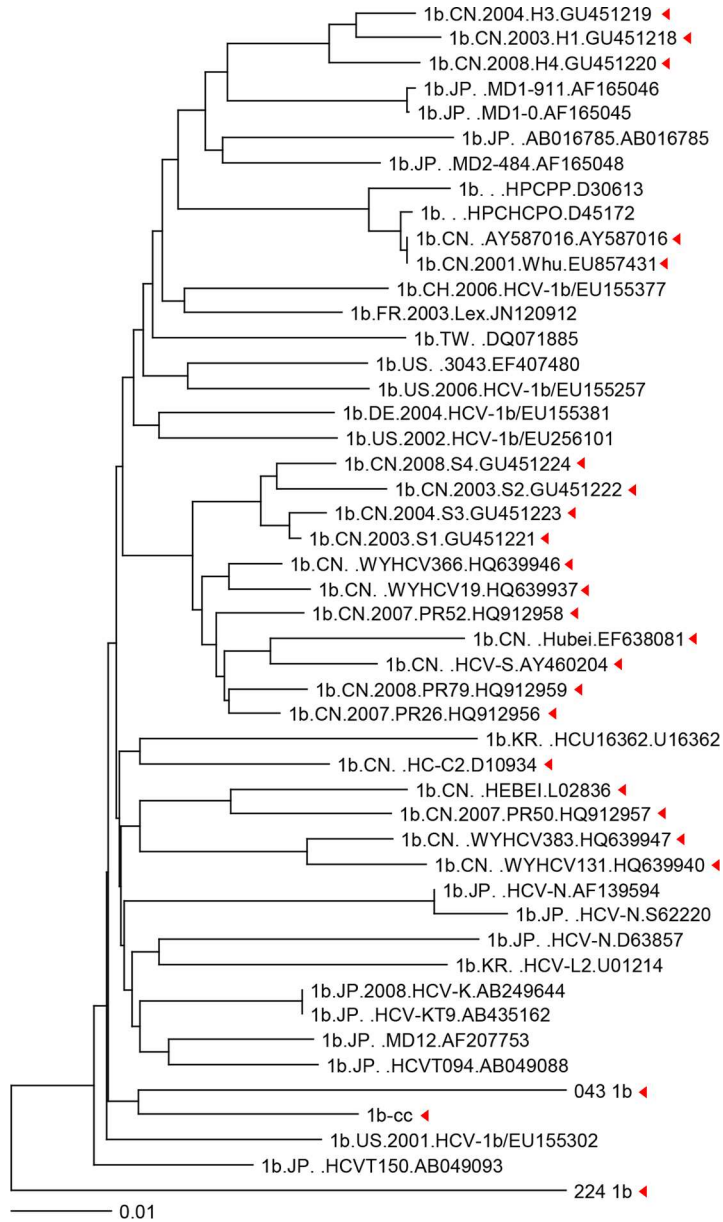 1b.CN.2004.H3.GU451219
1b.CN.2003.H1.GU451218
1b.CN.2008.H4.GU451220
1b.JP. .MD1-911.AF165046
1b.JP. .MD1-0.AF165045
1b.JP. .AB016785.AB016785
1b.JP. .MD2-484.AF165048
1b. . .HPCPP.D30613
1b. . .HPCHCPO.D45172
1b.CN. .AY587016.AY587016
1b.CN.2001.Whu.EU857431
1b.CH.2006.HCV-1b/EU155377
1b.FR.2003.Lex.JN120912
1b.TW. .DQ071885
1b.US. .3043.EF407480
1b.US.2006.HCV-1b/EU155257
1b.DE.2004.HCV-1b/EU155381
1b.US.2002.HCV-1b/EU256101
1b.CN.2008.S4.GU451224
1b.CN.2003.S2.GU451222
1b.CN.2004.S3.GU451223
1b.CN.2003.S1.GU451221
1b.CN. .WYHCV366.HQ639946
1b.CN. .WYHCV19.HQ639937
1b.CN.2007.PR52.HQ912958
1b.CN. .Hubei.EF638081
1b.CN. .HCV-S.AY460204
1b.CN.2008.PR79.HQ912959
1b.CN.2007.PR26.HQ912956
1b.KR. .HCU16362.U16362
1b.CN. .HC-C2.D10934
1b.CN. .HEBEI.L02836
1b.CN.2007.PR50.HQ912957
1b.CN. .WYHCV383.HQ639947
1b.CN. .WYHCV131.HQ639940
1b.JP. .HCV-N.AF139594
1b.JP. .HCV-N.S62220
1b.JP. .HCV-N.D63857
1b.KR. .HCV-L2.U01214
1b.JP.2008.HCV-K.AB249644
1b.JP. .HCV-KT9.AB435162
1b.JP. .MD12.AF207753
1b.JP. .HCVT094.AB049088
043 1b
1b-cc
1b.US.2001.HCV-1b/EU155302
1b.JP. .HCVT150.AB049093
224 1b
0.01